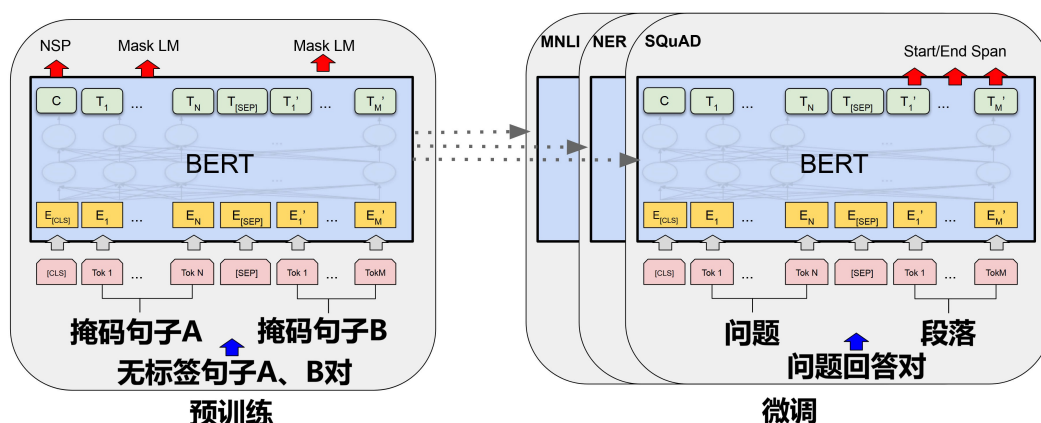 NSP Mask LM Mask LM
C T1 ... TN T[SEP] T1' ... TM'
...
...
BERT
E[CLS] E1 ... EN E[SEP] E1' ... EM'
[CLS] Tok 1 ... Tok N [SEP] Tok 1 ... TokM
掩码句子A 掩码句子B
无标签句子A、B对
预训练
MNLI NER SQuAD
Start/End Span
C T1 ... TN T[SEP] T1' ... TM'
...
...
BERT
E[CLS] E1 ... EN E[SEP] E1' ... EM'
[CLS] Tok 1 ... Tok N [SEP] Tok 1 ... TokM
问题 段落
问题回答对
微调